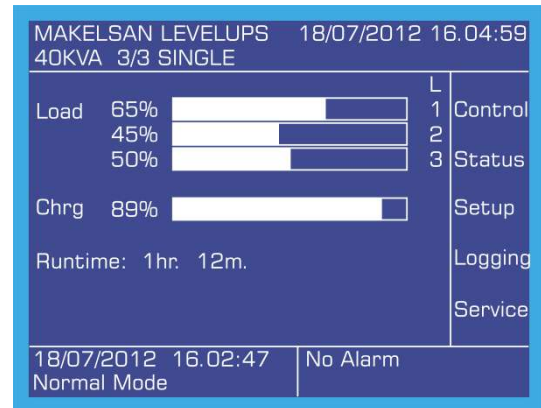 MAKELSAN LEVELUPS 18/07/2012 16.04:59
40KVA 3/3 SINGLE
L
Load 65% 1
45% 2
50% 3
Chrg 89%
Runtime: 1hr. 12m.
Control
Status
Setup
Logging
Service
18/07/2012 16.02:47 No Alarm
Normal Mode